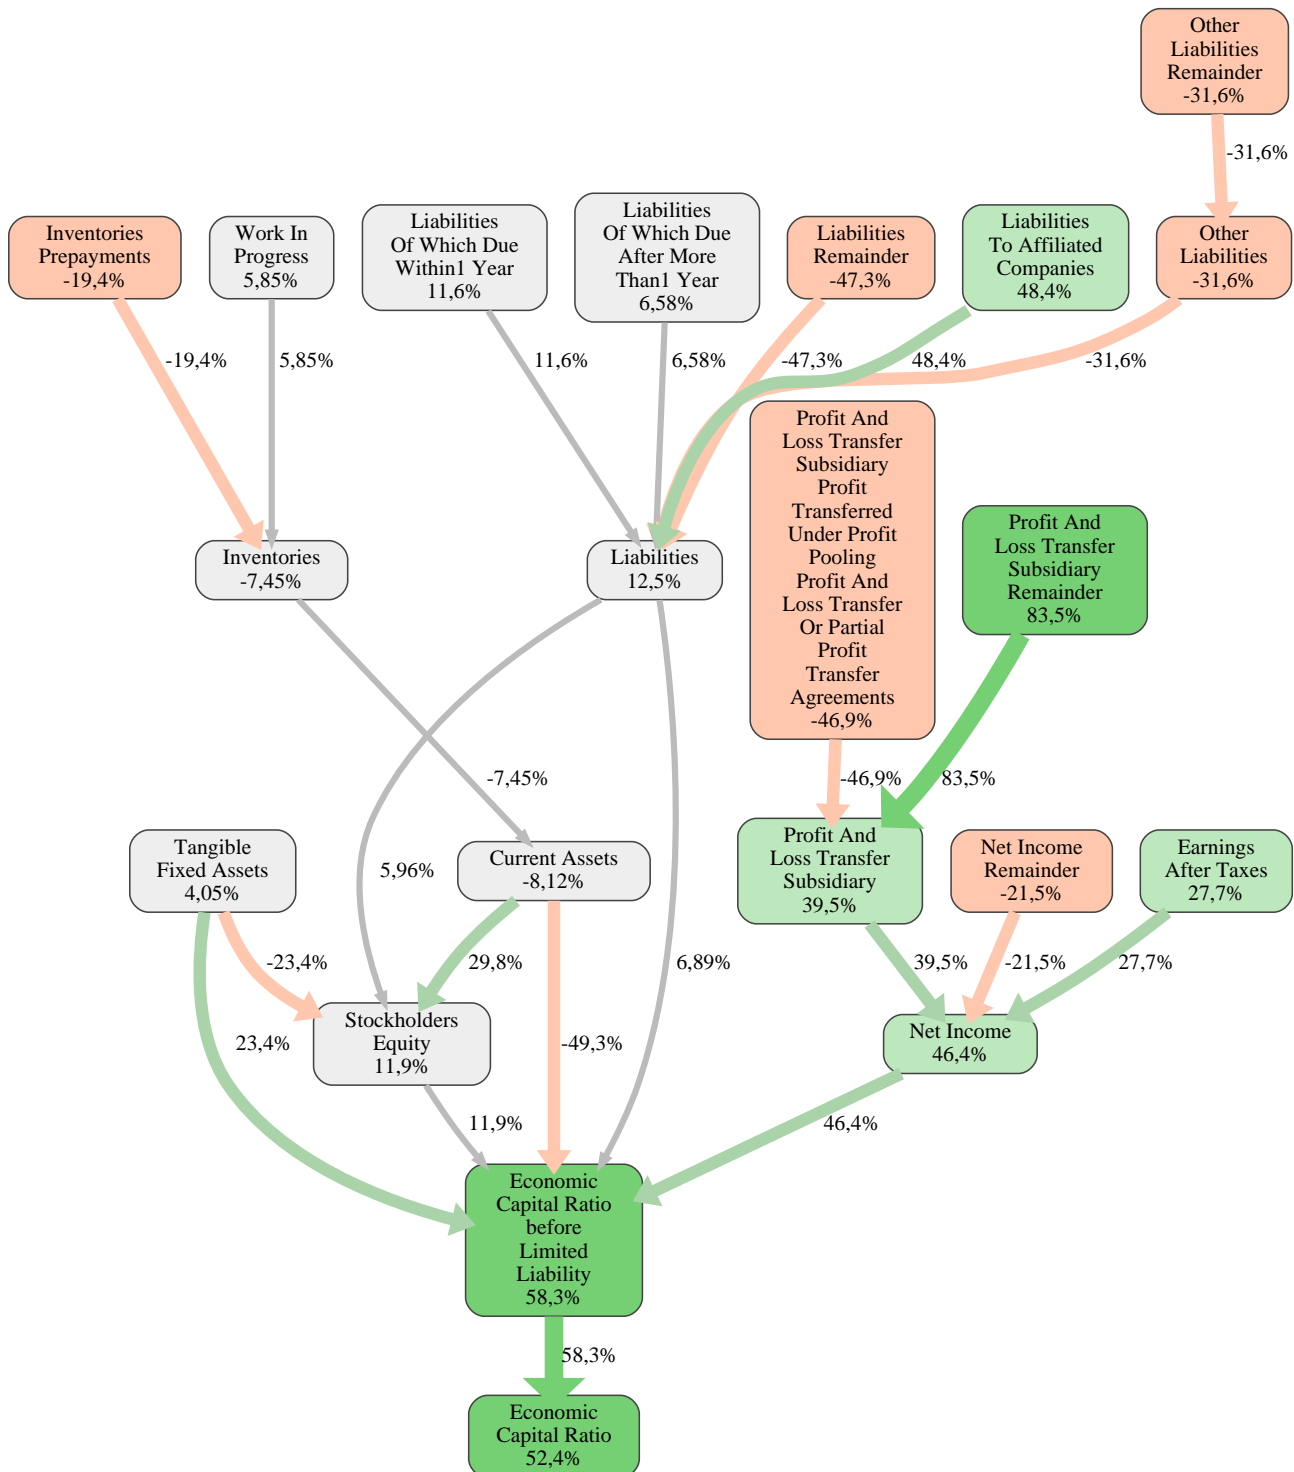 Other
Liabilities
Remainder
-31,6%
-31,6%
Inventories
Prepayments
-19,4%
Work In
Progress
5,85%
Liabilities
Of Which Due
Within1 Year
11,6%
Liabilities
Of Which Due
After More
Than1 Year
6,58%
Liabilities
Remainder
-47,3%
Liabilities
To Affiliated
Companies
48,4%
Other
Liabilities
-31,6%
-19,4%
5,85%
11,6%
6,58%
-47,3%
48,4%
-31,6%
Profit And
Loss Transfer
Subsidiary
Profit
Transferred
Under Profit
Pooling
Profit And
Loss Transfer
Or Partial
Profit
Transfer
Agreements
-46,9%
Profit And
Loss Transfer
Subsidiary
Remainder
83,5%
Inventories
-7,45%
Liabilities
12,5%
-7,45%
-46,9%
83,5%
Tangible
Fixed Assets
4,05%
5,96%
Current Assets
-8,12%
Profit And
Loss Transfer
Subsidiary
39,5%
Net Income
Remainder
-21,5%
Earnings
After Taxes
27,7%
-23,4%
29,8%
6,89%
39,5%
-21,5%
27,7%
23,4%
Stockholders
Equity
11,9%
-49,3%
Net Income
46,4%
11,9%
46,4%
Economic
Capital Ratio
before
Limited
Liability
58,3%
58,3%
Economic
Capital Ratio
52,4%